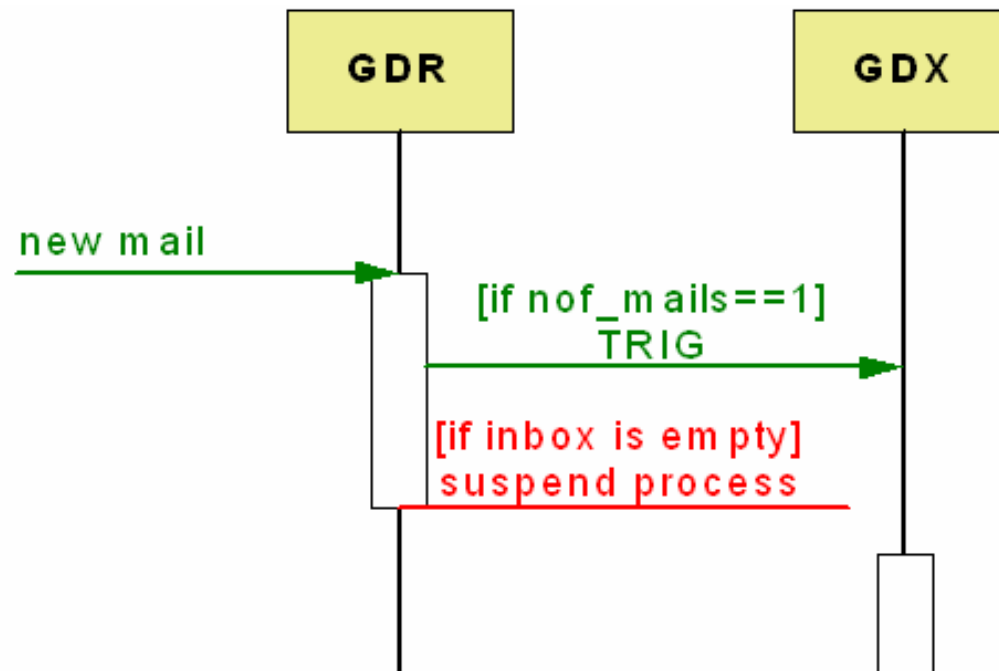 GDR
GDX
new mail
[if nof_mails==1]
TRIG
[if inbox is empty]
suspend process